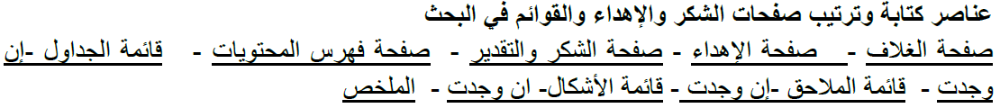 عناصر كتابة وترتيب صفحات الشكر والإهداء والقوائم في البحث
صفحة الغلاف - صفحة الإهداء - صفحة الشكر والتقدير - صفحة فهرس المحتويات - قائمة الجداول -إن
وجدت - قائمة الملاحق -إن وجدت - قائمة الأشكال- ان وجدت - الملخص